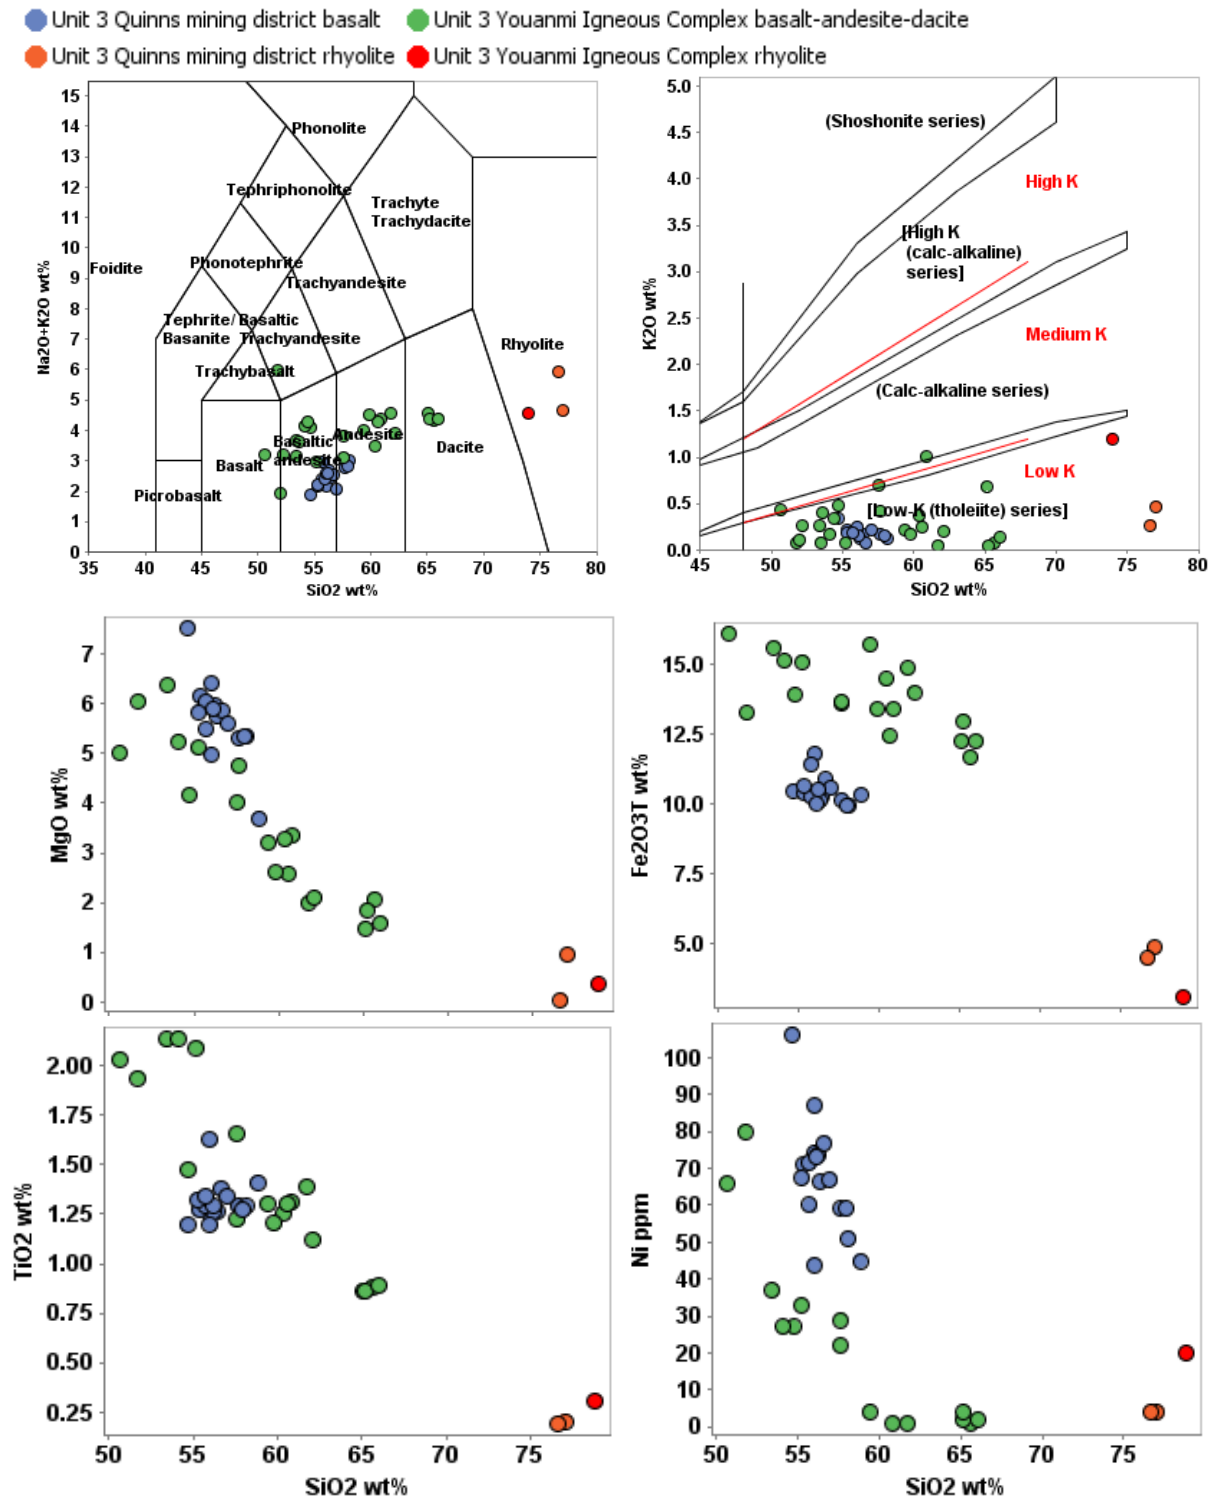 Unit 3 Quinns mining district basalt
Unit 3 Youanmi Igneous Complex basalt-andesite-dacite
Unit 3 Quinns mining district rhyolite
Unit 3 Youanmi Igneous Complex rhyolite
15
14
13
12
11
10
9
8
7
6
5
4
3
2
1
0
Na2O+K2O wt%
Phonolite
Tephriphonolite
Trachyte
Trachydacite
Foidite
Phonotephrite
Trachyandesite
Tephrite/
Basanite
Basaltic
Trachyandesite
Rhyolite
Trachybasalt
Basaltic
andesite
Andesite
Dacite
Basalt
Picrobasalt
35 40 45 50 55 60 65 70 75 80
SiO2 wt%
5.0
4.5
4.0
3.5
3.0
2.5
2.0
1.5
1.0
0.5
0.0
K2O wt%
(Shoshonite series)
High K
[High K
(calc-alkaline)
series]
Medium K
(Calc-alkaline series)
Low K
[Low-K (tholeiite) series]
45 50 55 60 65 70 75 80
SiO2 wt%
7
6
5
4
3
2
1
0
MgO wt%
15.0
12.5
10.0
7.5
5.0
Fe2O3T wt%
2.00
1.75
1.50
1.25
1.00
0.75
0.50
0.25
TiO2 wt%
50 55 60 65 70 75
SiO2 wt%
100
90
80
70
60
50
40
30
20
10
0
Ni ppm
50 55 60 65 70 75
SiO2 wt%